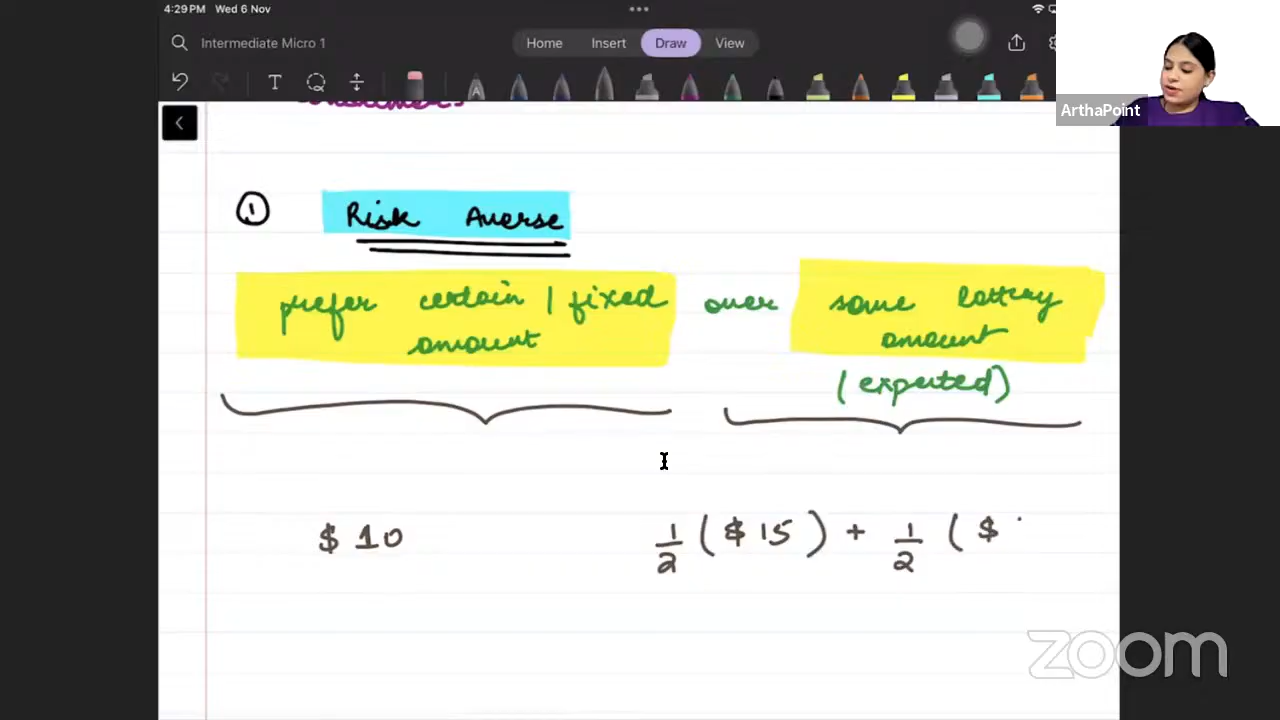 4:29 PM Wed 6 Nov
Intermediate Micro 1
Home Insert Draw View
ArthaPoint
① Risk Averse
prefer certain / fixed over some lottery
amount amount
(expected)
$ 10 1/2 ( $ 15 ) + 1/2 ( $
zoom